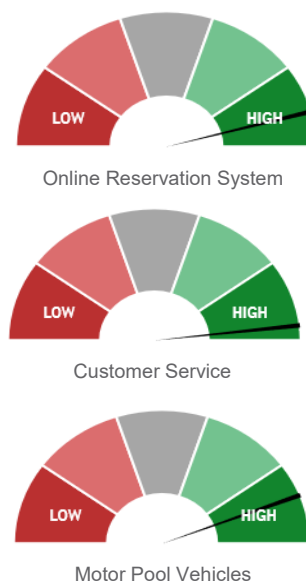 LOW HIGH
Online Reservation System
LOW HIGH
Customer Service
LOW HIGH
Motor Pool Vehicles